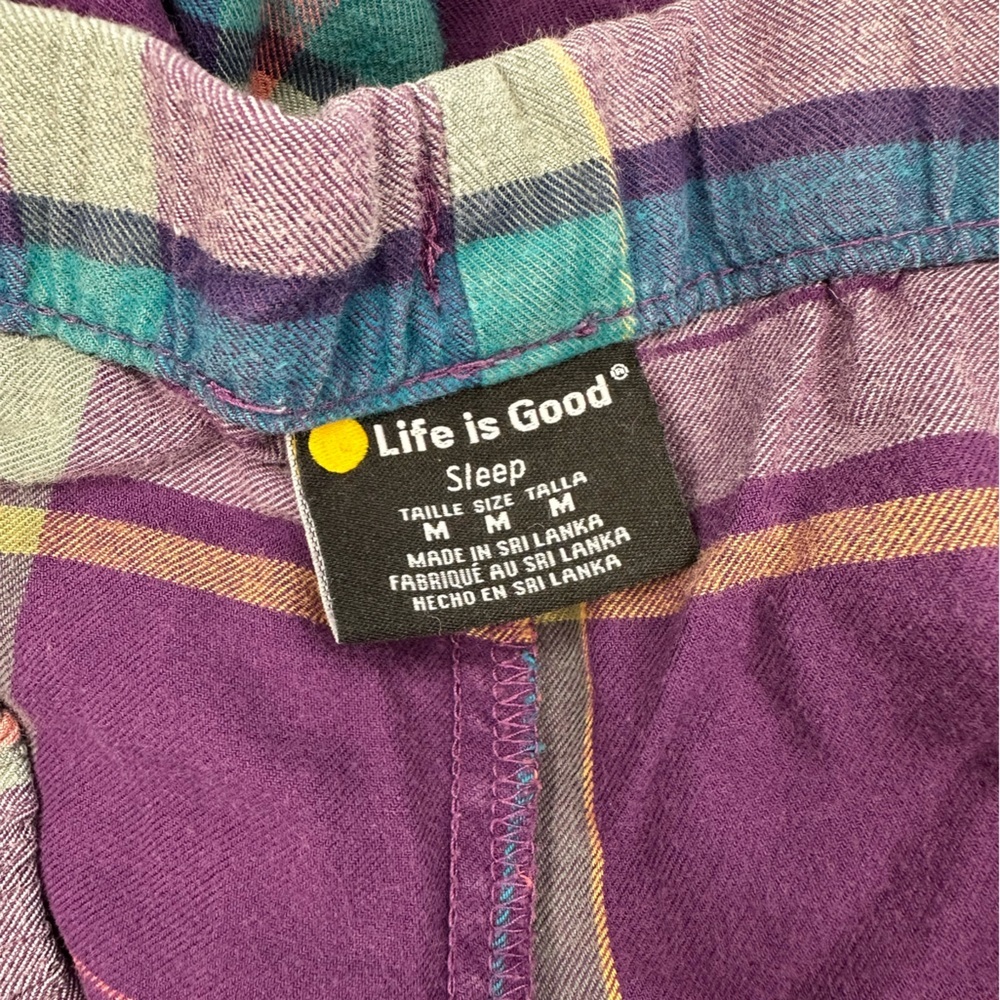 Life is Good®
Sleep
TAILLE SIZE TALLA
M M M
MADE IN SRI LANKA
FABRIQUÉ AU SRI LANKA
HECHO EN SRI LANKA